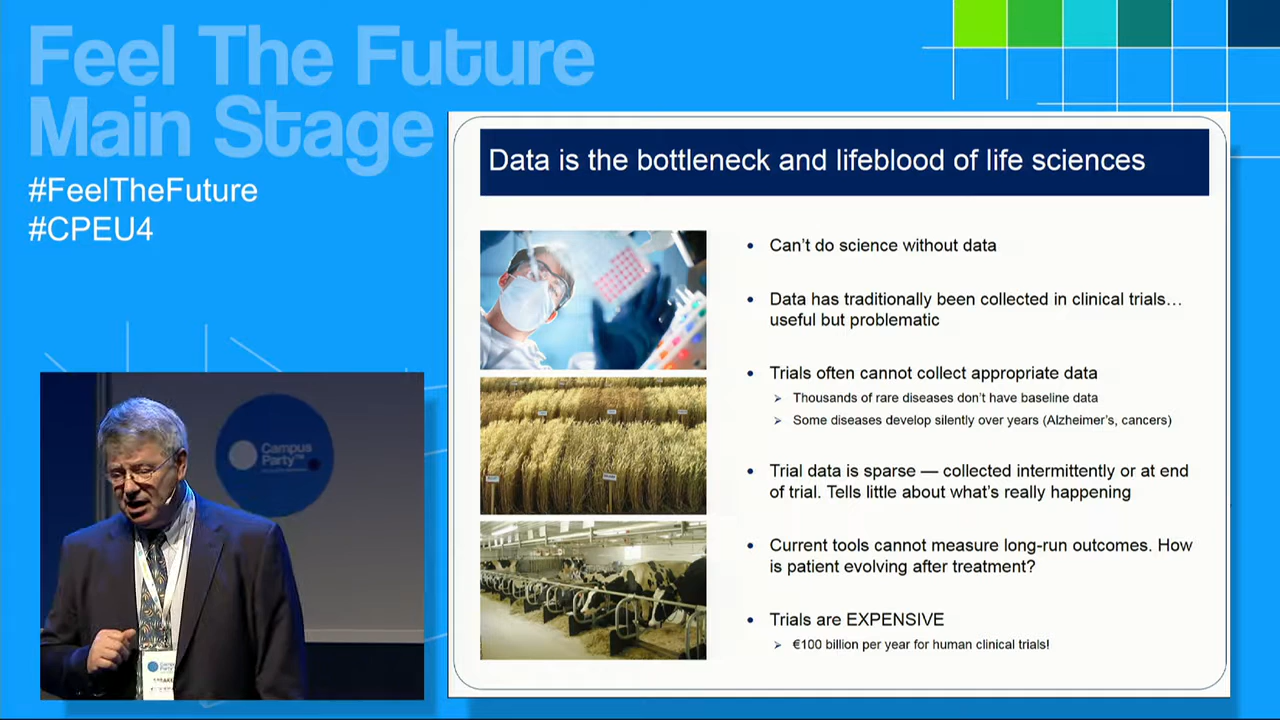 Feel The Future
Main Stage
#FeelTheFuture
#CPEU4
Campus
Party™
Data is the bottleneck and lifeblood of life sciences
• Can't do science without data
• Data has traditionally been collected in clinical trials…
useful but problematic
• Trials often cannot collect appropriate data
➢ Thousands of rare diseases don't have baseline data
➢ Some diseases develop silently over years (Alzheimer's, cancers)
• Trial data is sparse — collected intermittently or at end
of trial. Tells little about what's really happening
• Current tools cannot measure long-run outcomes. How
is patient evolving after treatment?
• Trials are EXPENSIVE
➢ €100 billion per year for human clinical trials!